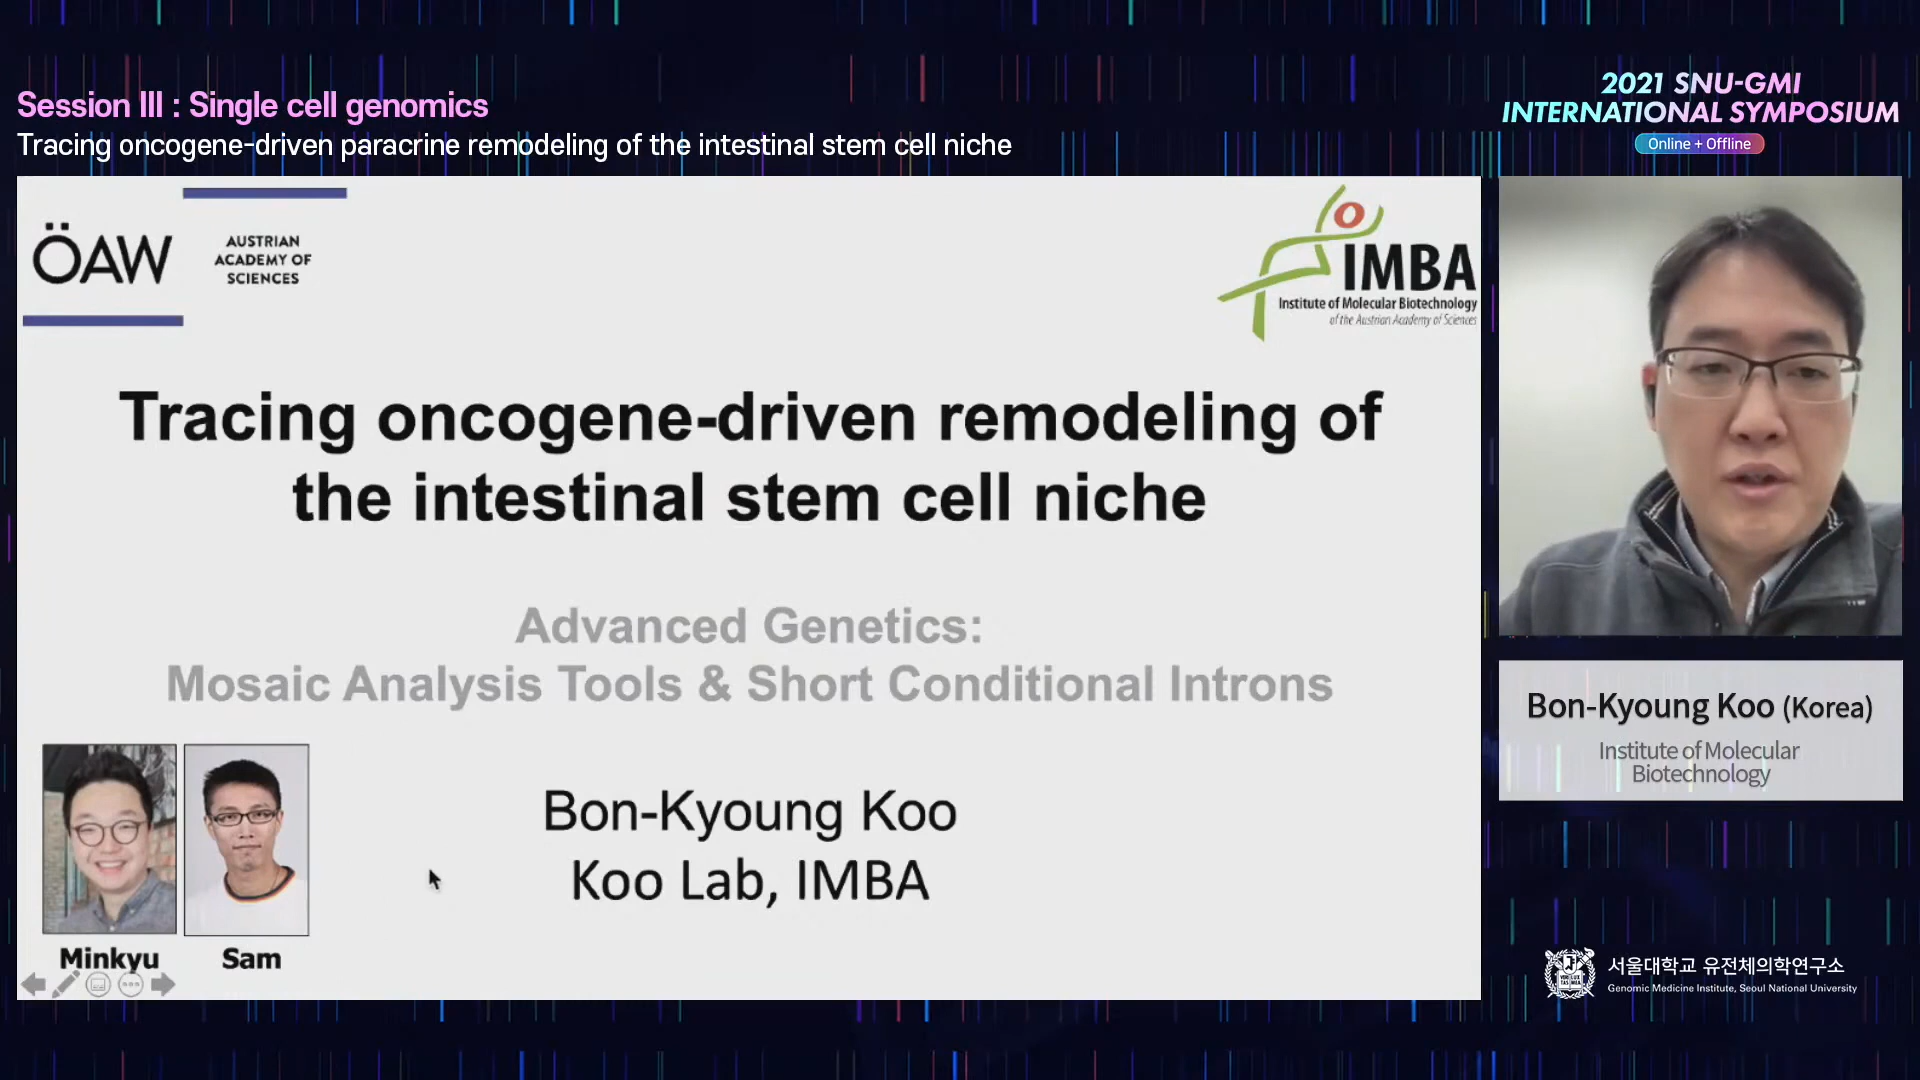 Session III : Single cell genomics
Tracing oncogene-driven paracrine remodeling of the intestinal stem cell niche
2021 SNU-GMI
INTERNATIONAL SYMPOSIUM
Online + Offline
ÖAW
AUSTRIAN
ACADEMY OF
SCIENCES
IMBA
Institute of Molecular Biotechnology
of the Austrian Academy of Sciences
Tracing oncogene-driven remodeling of
the intestinal stem cell niche
Advanced Genetics:
Mosaic Analysis Tools & Short Conditional Introns
Bon-Kyoung Koo
Koo Lab, IMBA
Minkyu
Sam
Bon-Kyoung Koo (Korea)
Institute of Molecular
Biotechnology
서울대학교 유전체의학연구소
Genomic Medicine Institute, Seoul National University